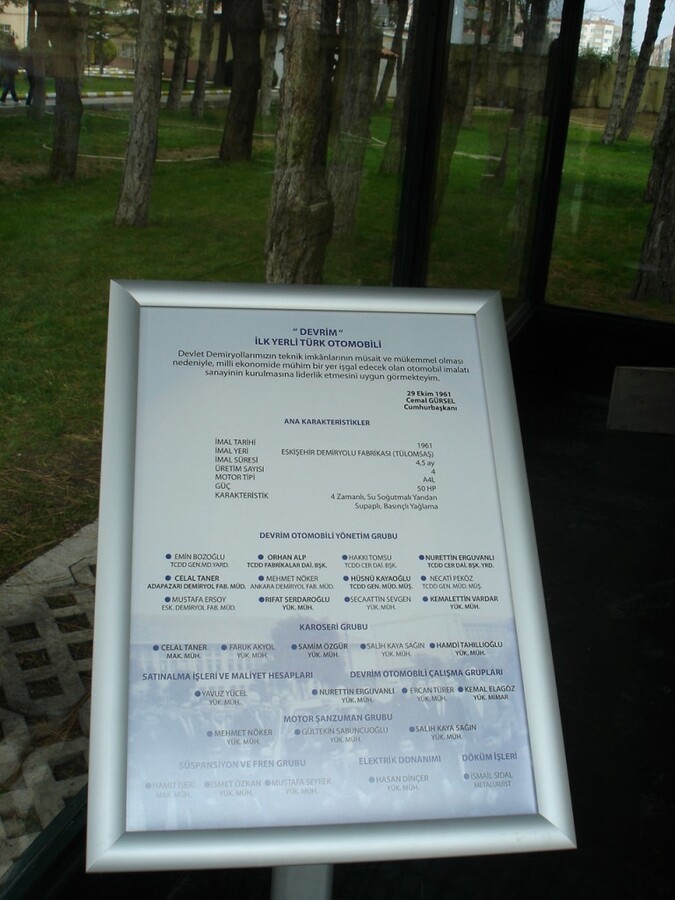 " DEVRİM "
İLK YERLİ TÜRK OTOMOBİLİ
Devlet Demiryollarımızın teknik imkânlarının müsait ve mükemmel olması
nedeniyle, milli ekonomide mühim bir yer işgal edecek olan otomobil imalatı
sanayinin kurulmasına liderlik etmesini uygun görmekteyim.
29 Ekim 1961
Cemal GÜRSEL
Cumhurbaşkanı
ANA KARAKTERİSTİKLER
İMAL TARİHİ 1961
İMAL YERİ ESKİŞEHİR DEMİRYOLU FABRİKASI (TÜLOMSAŞ)
İMAL SÜRESİ 4,5 ay
ÜRETİM SAYISI 4
MOTOR TİPİ A4L
GÜÇ 50 HP
KARAKTERİSTİK 4 Zamanlı, Su Soğutmalı Yandan
Supaplı, Basınçlı Yağlama
DEVRİM OTOMOBİLİ YÖNETİM GRUBU
EMİN BOZOĞLU ORHAN ALP HAKKI TOMSU NURETTİN ERGUVANLI
TCDD GEN.MD.YARD. TCDD FABRİKALAR DAİ. BŞK. TCDD CER DAİ. BŞK. TCDD CER DAİ. BŞK. YRD.
CELAL TANER MEHMET NÖKER HÜSNÜ KAYAOĞLU NECATİ PEKÖZ
ADAPAZARI DEMİRYOL FAB. MÜD. ANKARA DEMİRYOL FAB. MÜD. TCDD GEN. MÜD. MÜŞ. TCDD GEN. MÜD. MÜŞ.
MUSTAFA ERSOY RIFAT SERDAROĞLU SECAATTİN SEVGEN KEMALETTİN VARDAR
ESK. DEMİRYOL FAB. MÜD. YÜK. MÜH. YÜK. MÜH. YÜK. MÜH.
KAROSERİ GRUBU
CELAL TANER FARUK AKYOL SAMİM ÖZGÜR SALİH KAYA SAĞIN HAMDİ TAHILLIOĞLU
MAK. MÜH. YÜK. MÜH. YÜK. MÜH. YÜK. MÜH. YÜK. MÜH.
SATINALMA İŞLERİ VE MALİYET HESAPLARI DEVRİM OTOMOBİLİ ÇALIŞMA GRUPLARI
YAVUZ YÜCEL NURETTİN ERGUVANLI ERCAN TÜRER KEMAL ELAGÖZ
YÜK. MÜH. YÜK. MÜH. YÜK. MÜH. YÜK. MİMAR
MOTOR ŞANZUMAN GRUBU
MEHMET NÖKER GÜLTEKİN SABUNCUOĞLU SALİH KAYA SAĞIN
YÜK. MÜH. YÜK. MÜH. YÜK. MÜH.
SÜSPANSİYON VE FREN GRUBU ELEKTRİK DONANIMI DÖKÜM İŞLERİ
HAMİT İSMET ÖZKAN MUSTAFA HASAN DİNÇER İSMAİL SIDAL
MAK. MÜH. YÜK. MÜH. YÜK. MÜH. YÜK. MÜH. METALURJİST